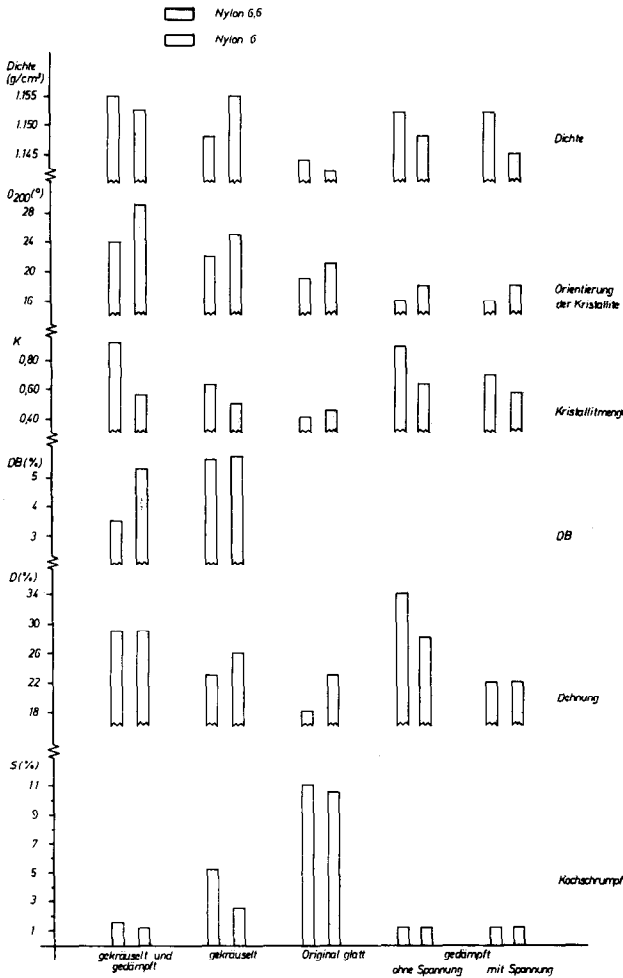 Nylon 6,6
Nylon 6
Dichte
(g/cm³)
1.155
1.150
1.145
Dichte
O200(°)
28
24
20
16
Orientierung
der Kristallite
K
0,80
0,60
0,40
Kristallitmenge
DB(%)
5
4
3
DB
D(%)
34
30
26
22
18
Dehnung
S(%)
11
9
7
5
3
1
Kochschrumpf
gekräuselt und
gedämpft
gekräuselt
Original glatt
gedämpft
ohne Spannung
mit Spannung